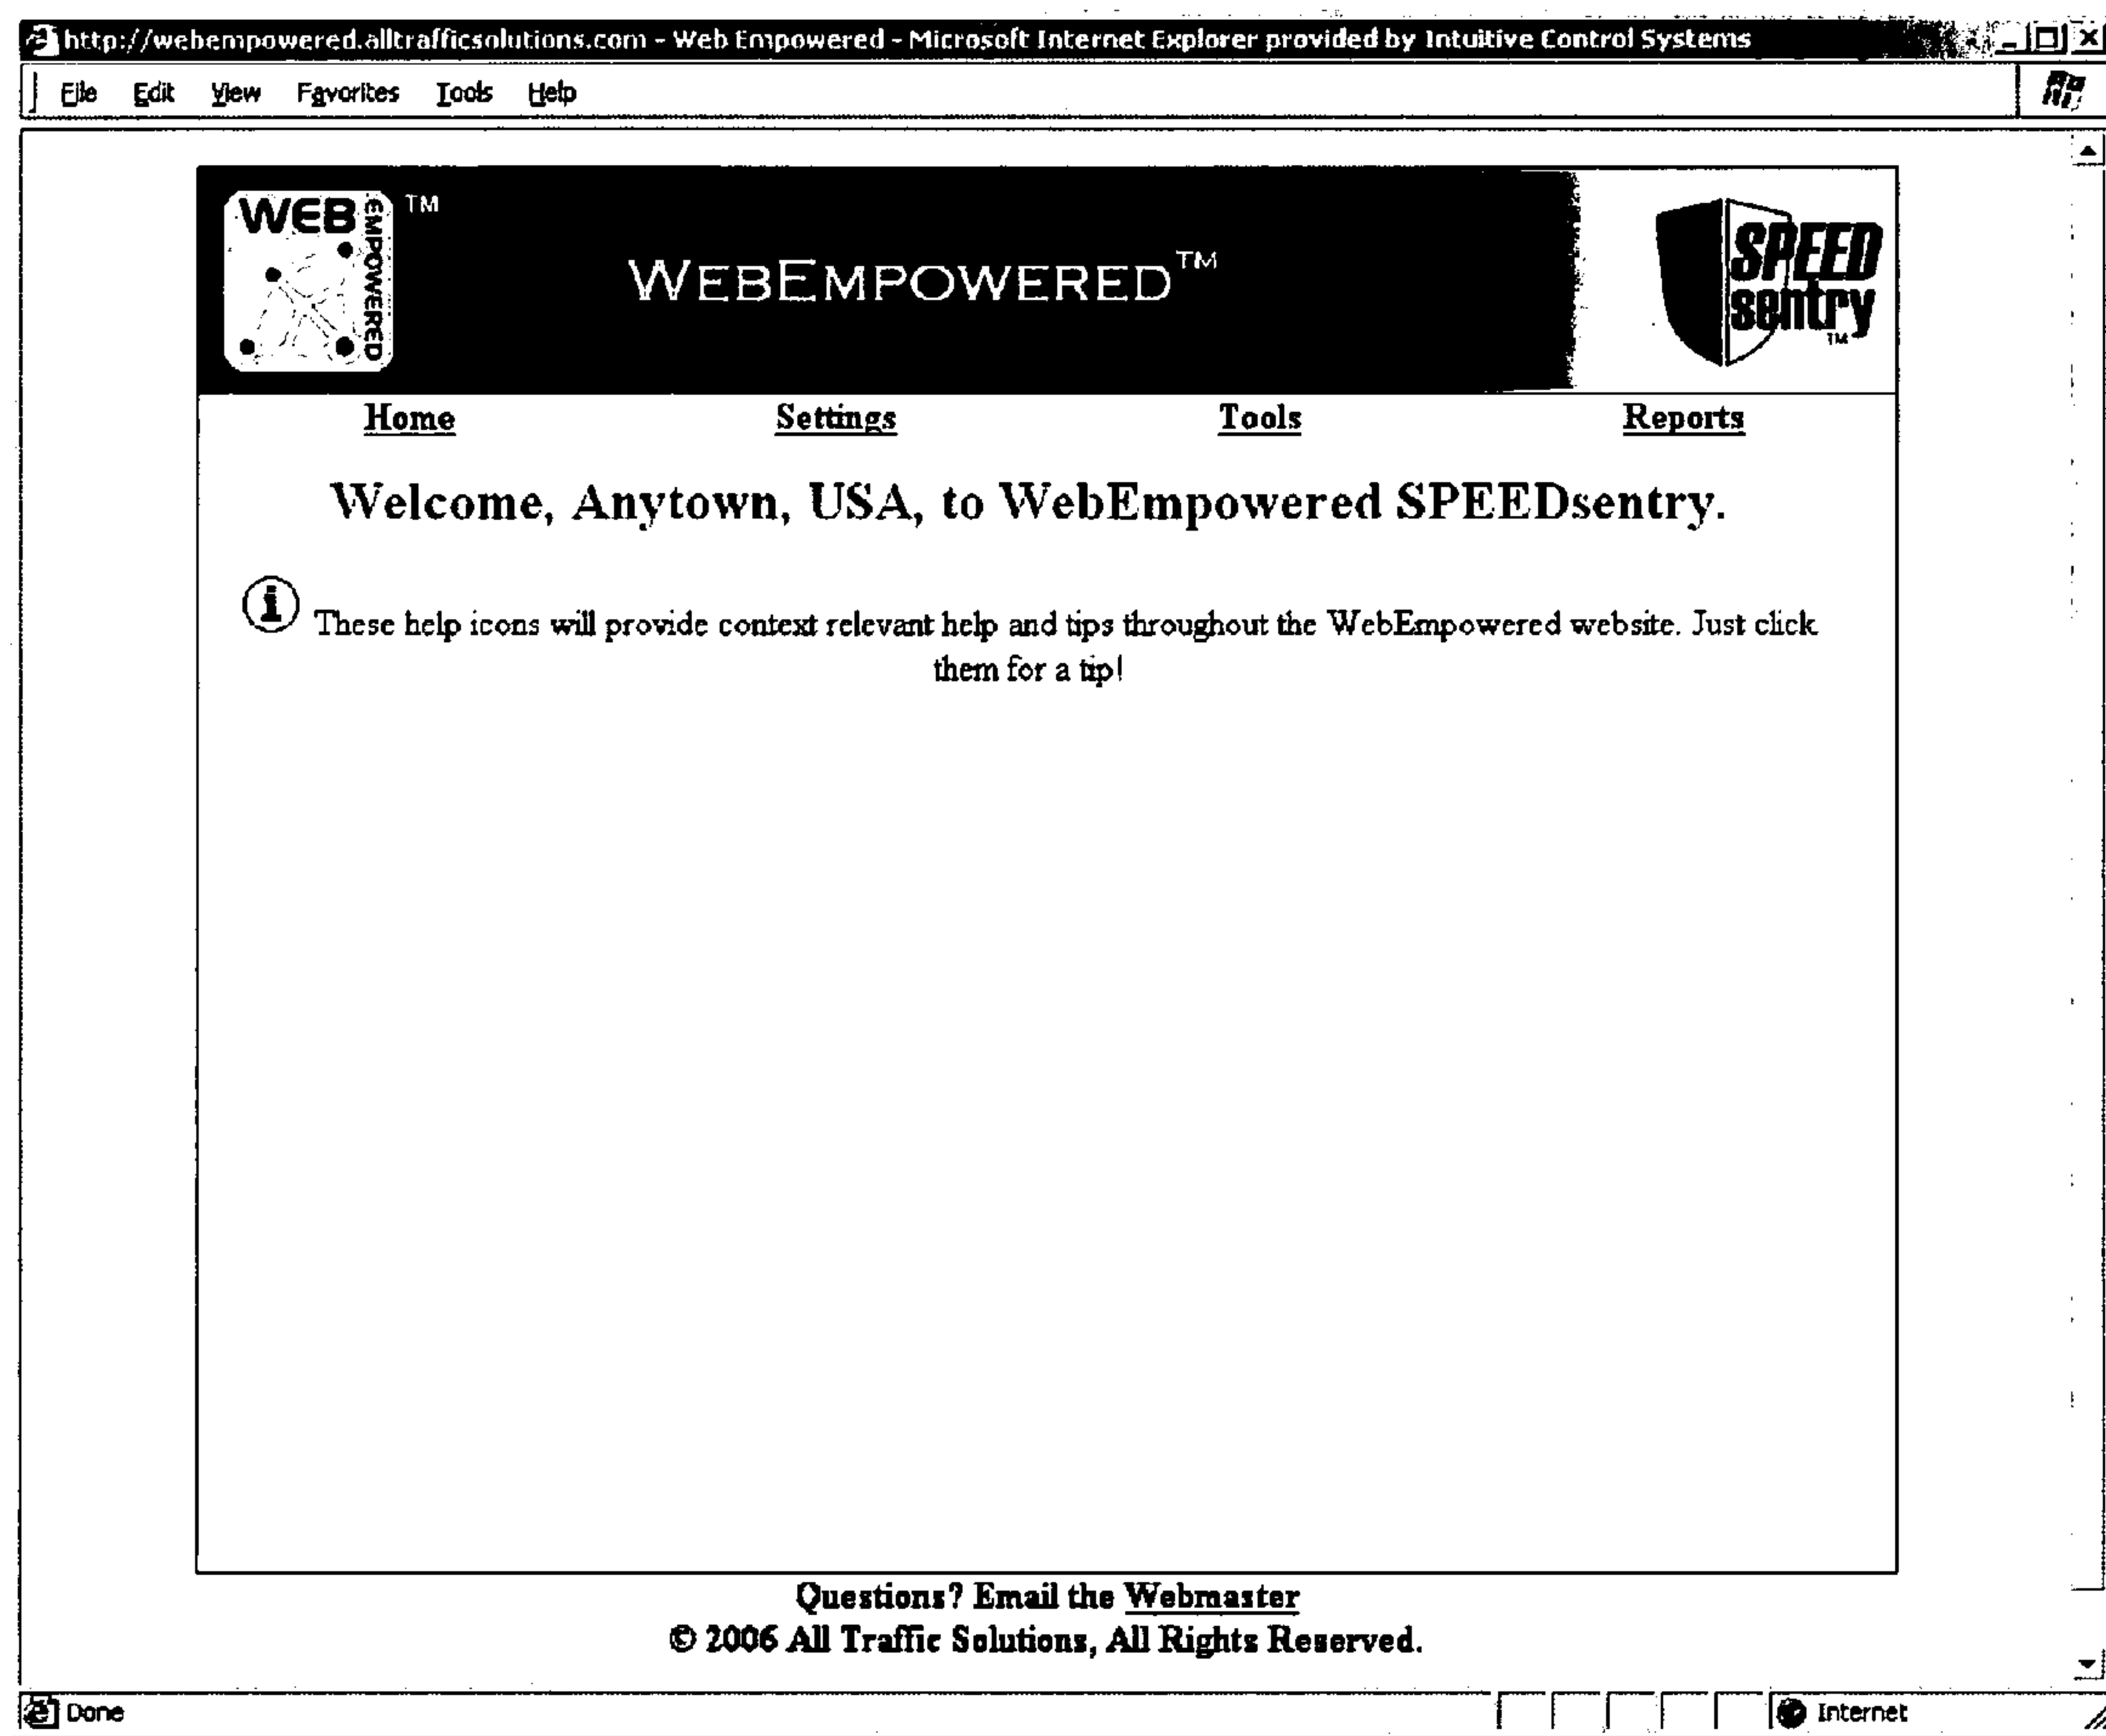 http://webempowered.alltrafficsolutions.com - Web Empowered - Microsoft Internet Explorer provided by Intuitive Control Systems
File Edit View Favorites Tools Help
WEB EMPOWERED TM
WEBEMPOWERED TM
SPEED
sentry
TM
Home Settings Tools Reports
Welcome, Anytown, USA, to WebEmpowered SPEEDsentry.
i These help icons will provide context relevant help and tips throughout the WebEmpowered website. Just click
them for a tip!
Questions? Email the Webmaster
© 2006 All Traffic Solutions, All Rights Reserved.
Done Internet